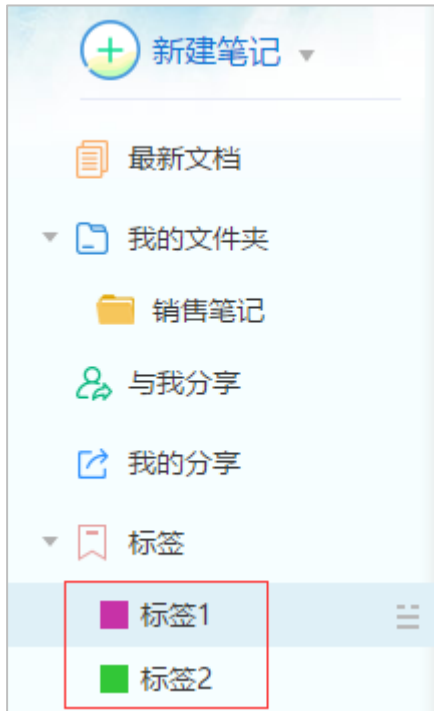 新建笔记
最新文档
我的文件夹
销售笔记
与我分享
我的分享
标签
标签1
标签2